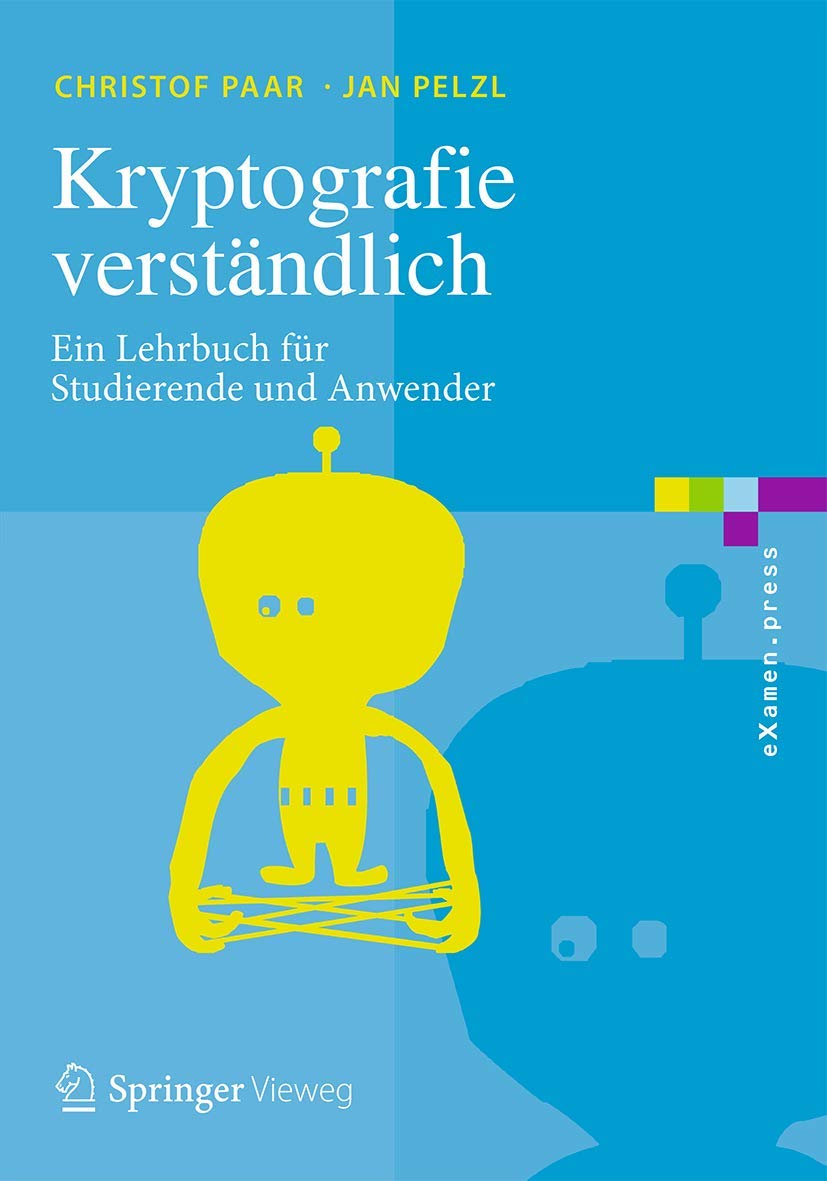 CHRISTOF PAAR · JAN PELZL
Kryptografie
verständlich
Ein Lehrbuch für
Studierende und Anwender
eXamen.press
Springer Vieweg